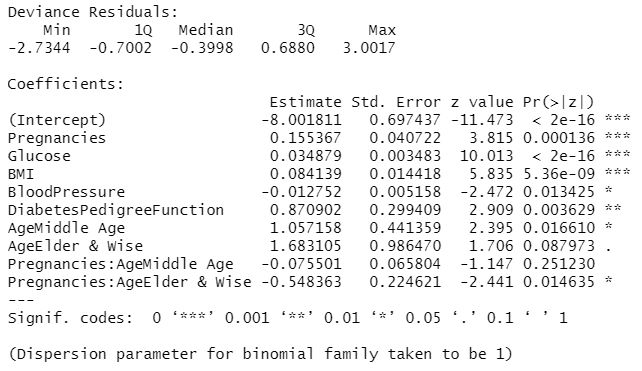 Deviance Residuals:
    Min       1Q   Median       3Q      Max
-2.7344  -0.7002  -0.3998   0.6880   3.0017

Coefficients:
                             Estimate Std. Error z value Pr(>|z|)
(Intercept)                 -8.001811   0.697437 -11.473  < 2e-16 ***
Pregnancies                  0.155367   0.040722   3.815 0.000136 ***
Glucose                      0.034879   0.003483  10.013  < 2e-16 ***
BMI                          0.084139   0.014418   5.835 5.36e-09 ***
BloodPressure               -0.012752   0.005158  -2.472 0.013425 *
DiabetesPedigreeFunction     0.870902   0.299409   2.909 0.003629 **
AgeMiddle Age                1.057158   0.441359   2.395 0.016610 *
AgeElder & Wise              1.683105   0.986470   1.706 0.087973 .
Pregnancies:AgeMiddle Age   -0.075501   0.065804  -1.147 0.251230
Pregnancies:AgeElder & Wise -0.548363   0.224621  -2.441 0.014635 *
---
Signif. codes:  0 ‘***’ 0.001 ‘**’ 0.01 ‘*’ 0.05 ‘.’ 0.1 ‘ ’ 1

(Dispersion parameter for binomial family taken to be 1)